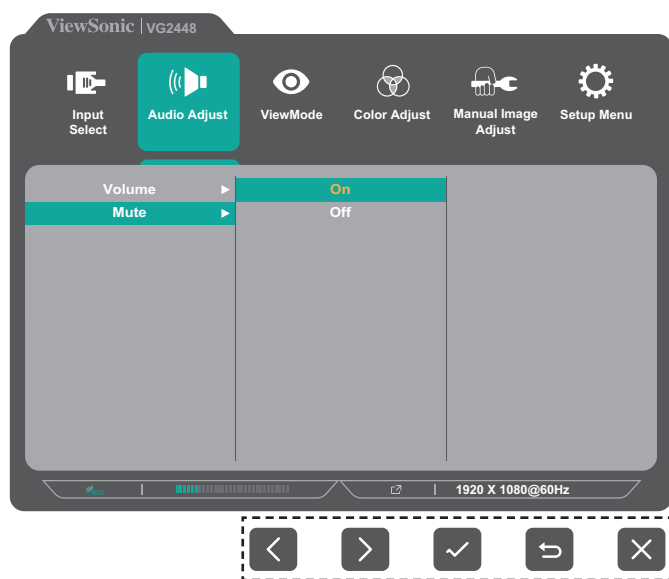 ViewSonic | VG2448
Input
Select
Audio Adjust
ViewMode
Color Adjust
Manual Image
Adjust
Setup Menu
Volume
On
Mute
Off
eco
1920 X 1080@60Hz